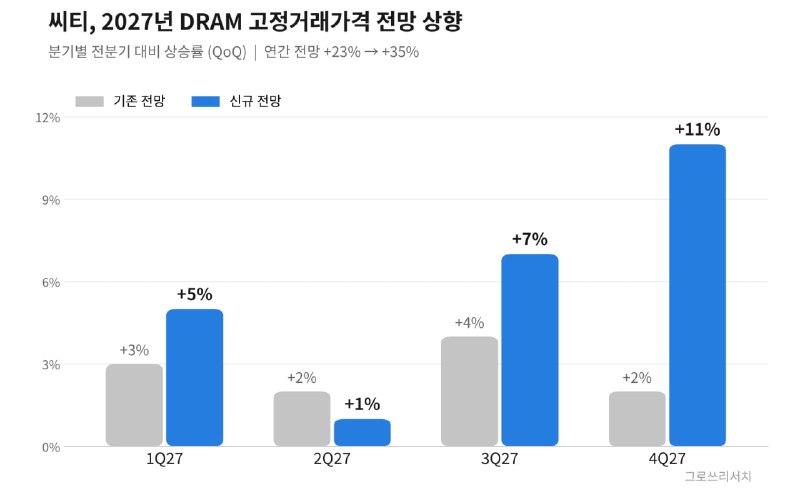 씨티, 2027년 DRAM 고정거래가격 전망 상향
분기별 전분기 대비 상승률 (QoQ) | 연간 전망 +23% → +35%
기존 전망 신규 전망
12%
9%
6%
3%
0%
+3% +5%
+2% +1%
+4% +7%
+2% +11%
1Q27 2Q27 3Q27 4Q27
그로쓰리서치